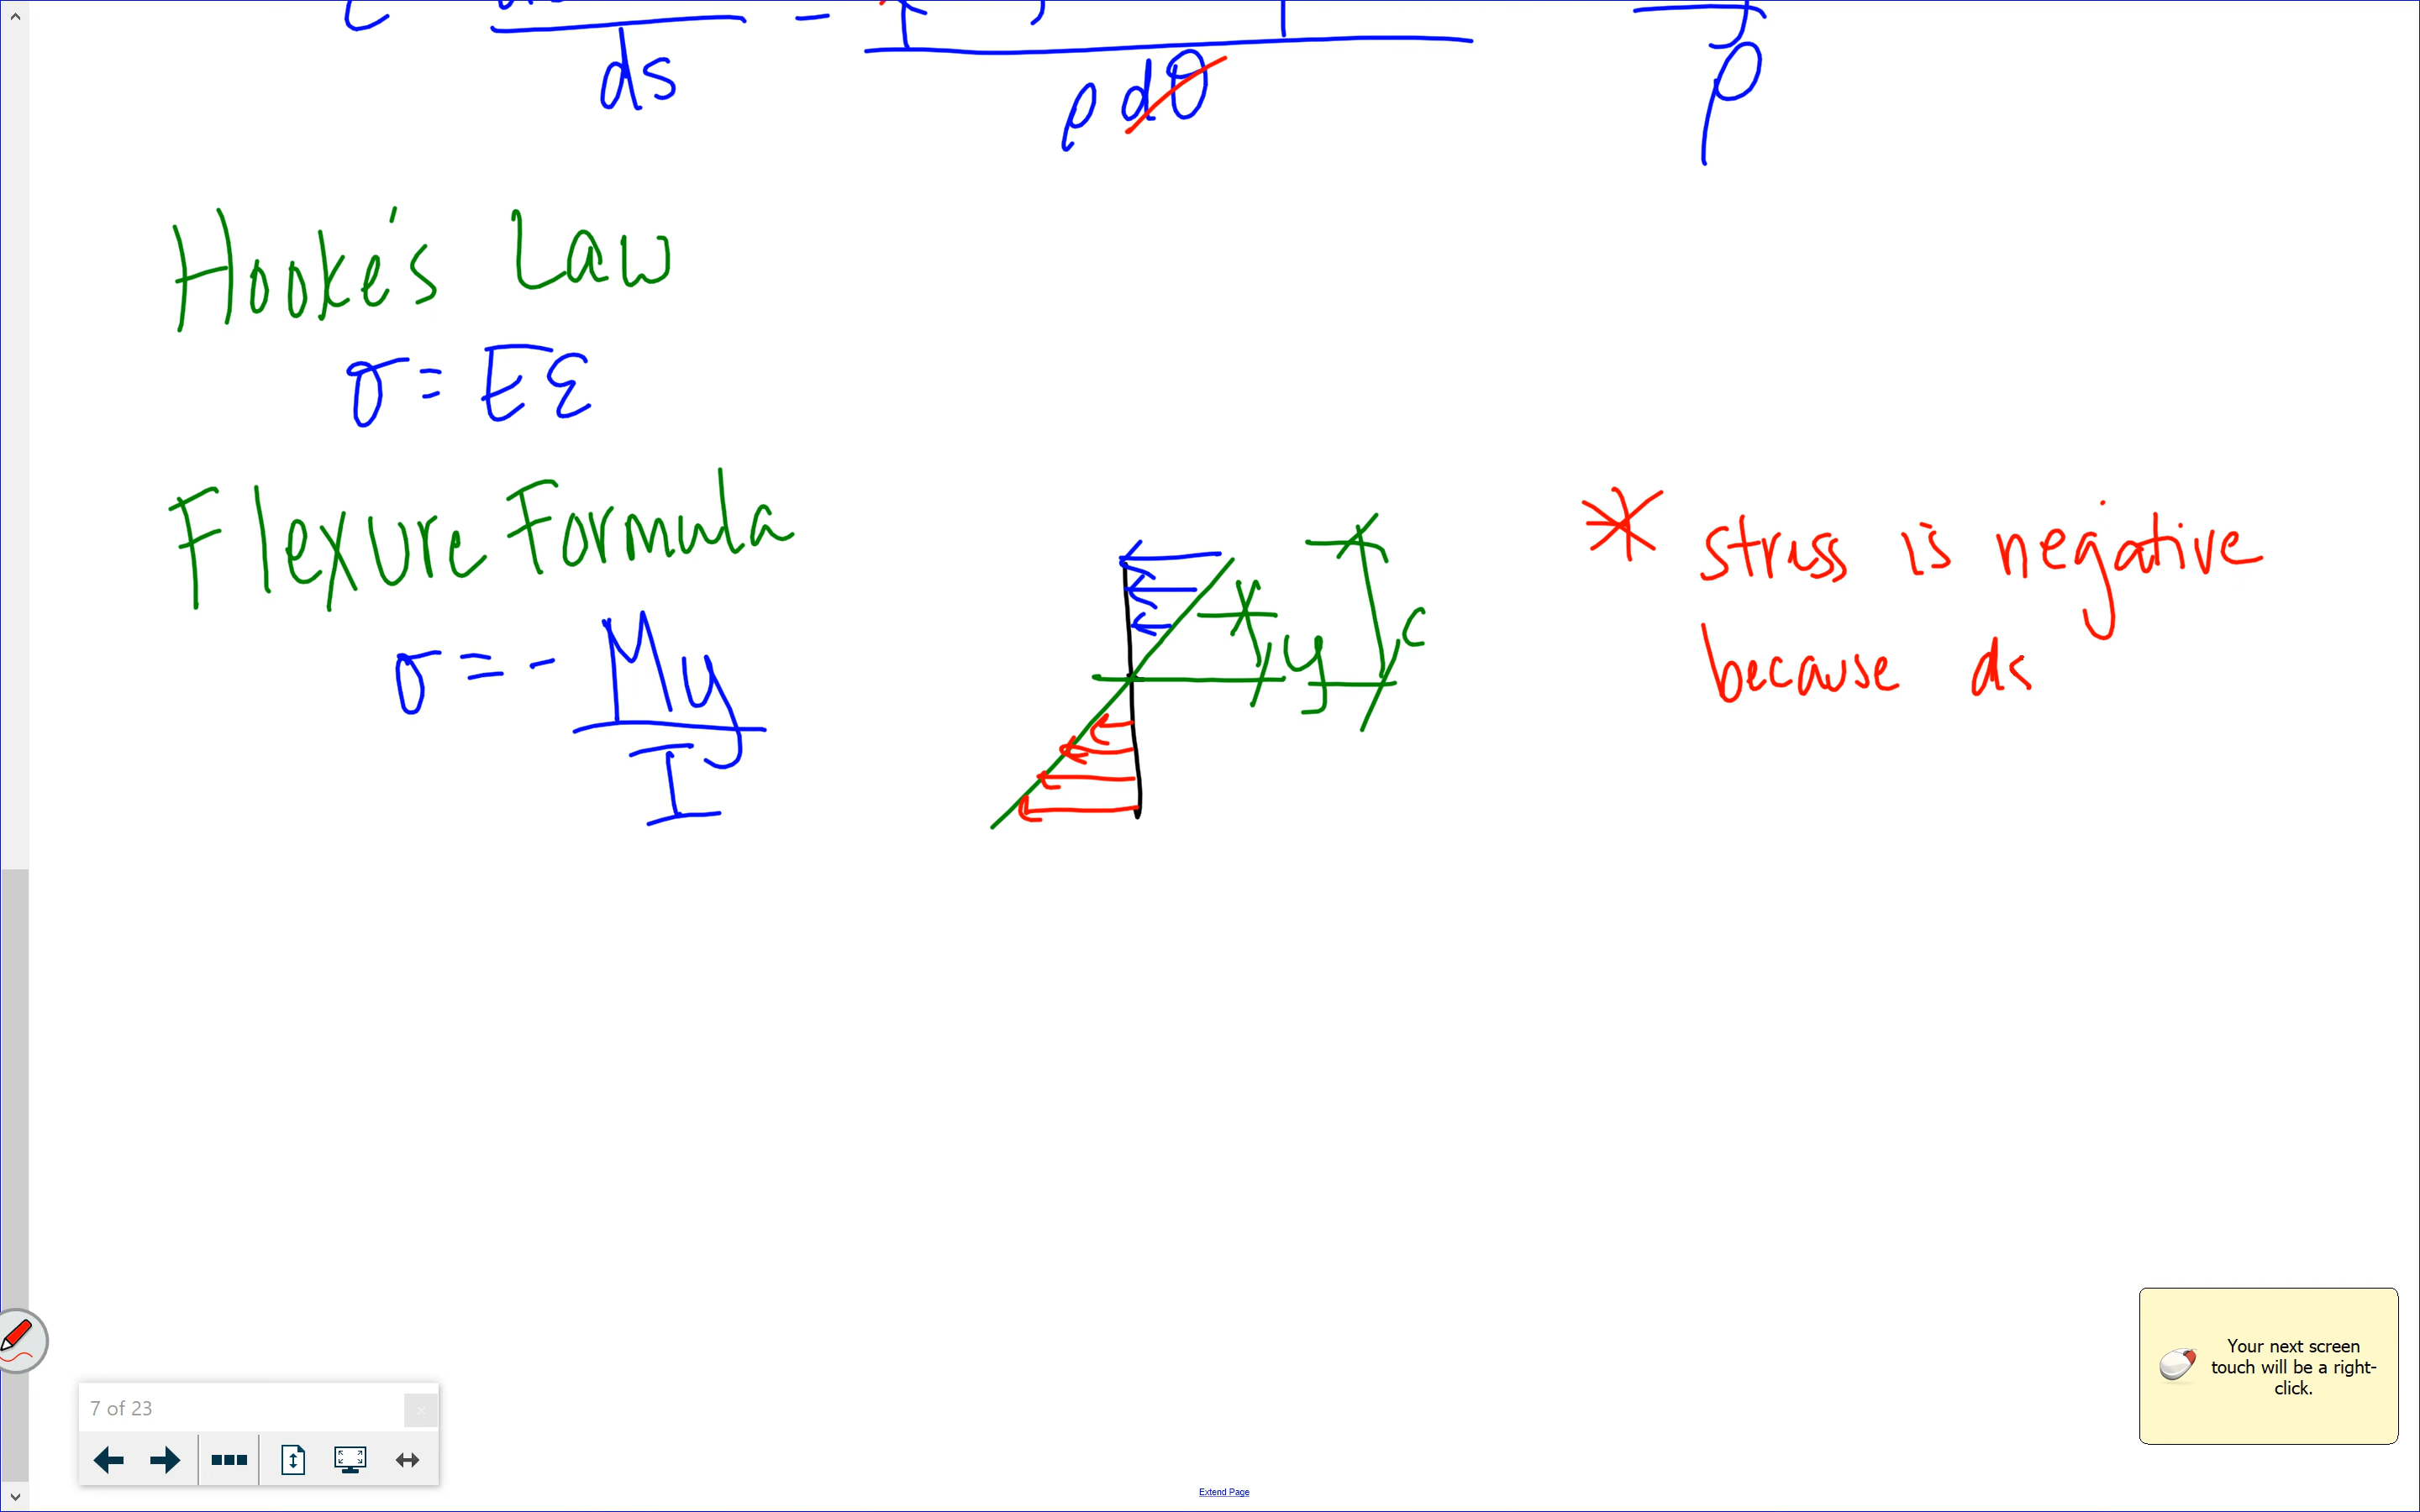 ds
ρ dθ
ρ
Hooke's Law
σ = Eε
Flexure Formula
σ = - My
I
y
c
* stress is negative
because ds
Your next screen
touch will be a right-
click.
7 of 23
Extend Page